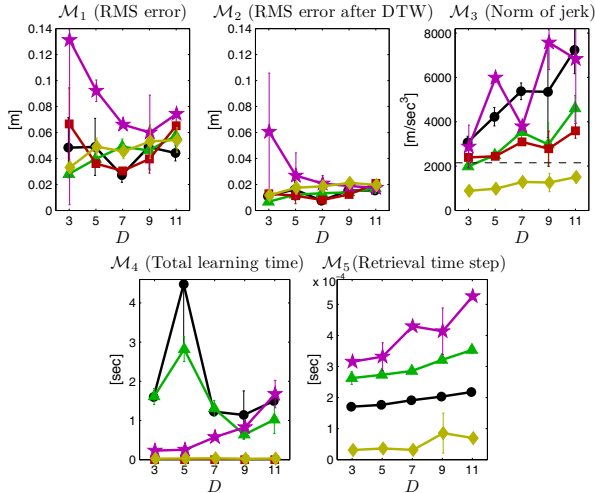 M₁ (RMS error)
0.14
0.12
0.1
0.08
0.06
0.04
0.02
0
[m]
3 5 7 9 11
D
M₂ (RMS error after DTW)
0.14
0.12
0.1
0.08
0.06
0.04
0.02
0
[m]
3 5 7 9 11
D
M₃ (Norm of jerk)
8000
6000
4000
2000
0
[m/sec³]
3 5 7 9 11
D
M₄ (Total learning time)
4
3
2
1
0
[sec]
3 5 7 9 11
D
M₅(Retrieval time step)
x 10⁻⁴
5
4
3
2
1
0
[sec]
3 5 7 9 11
D